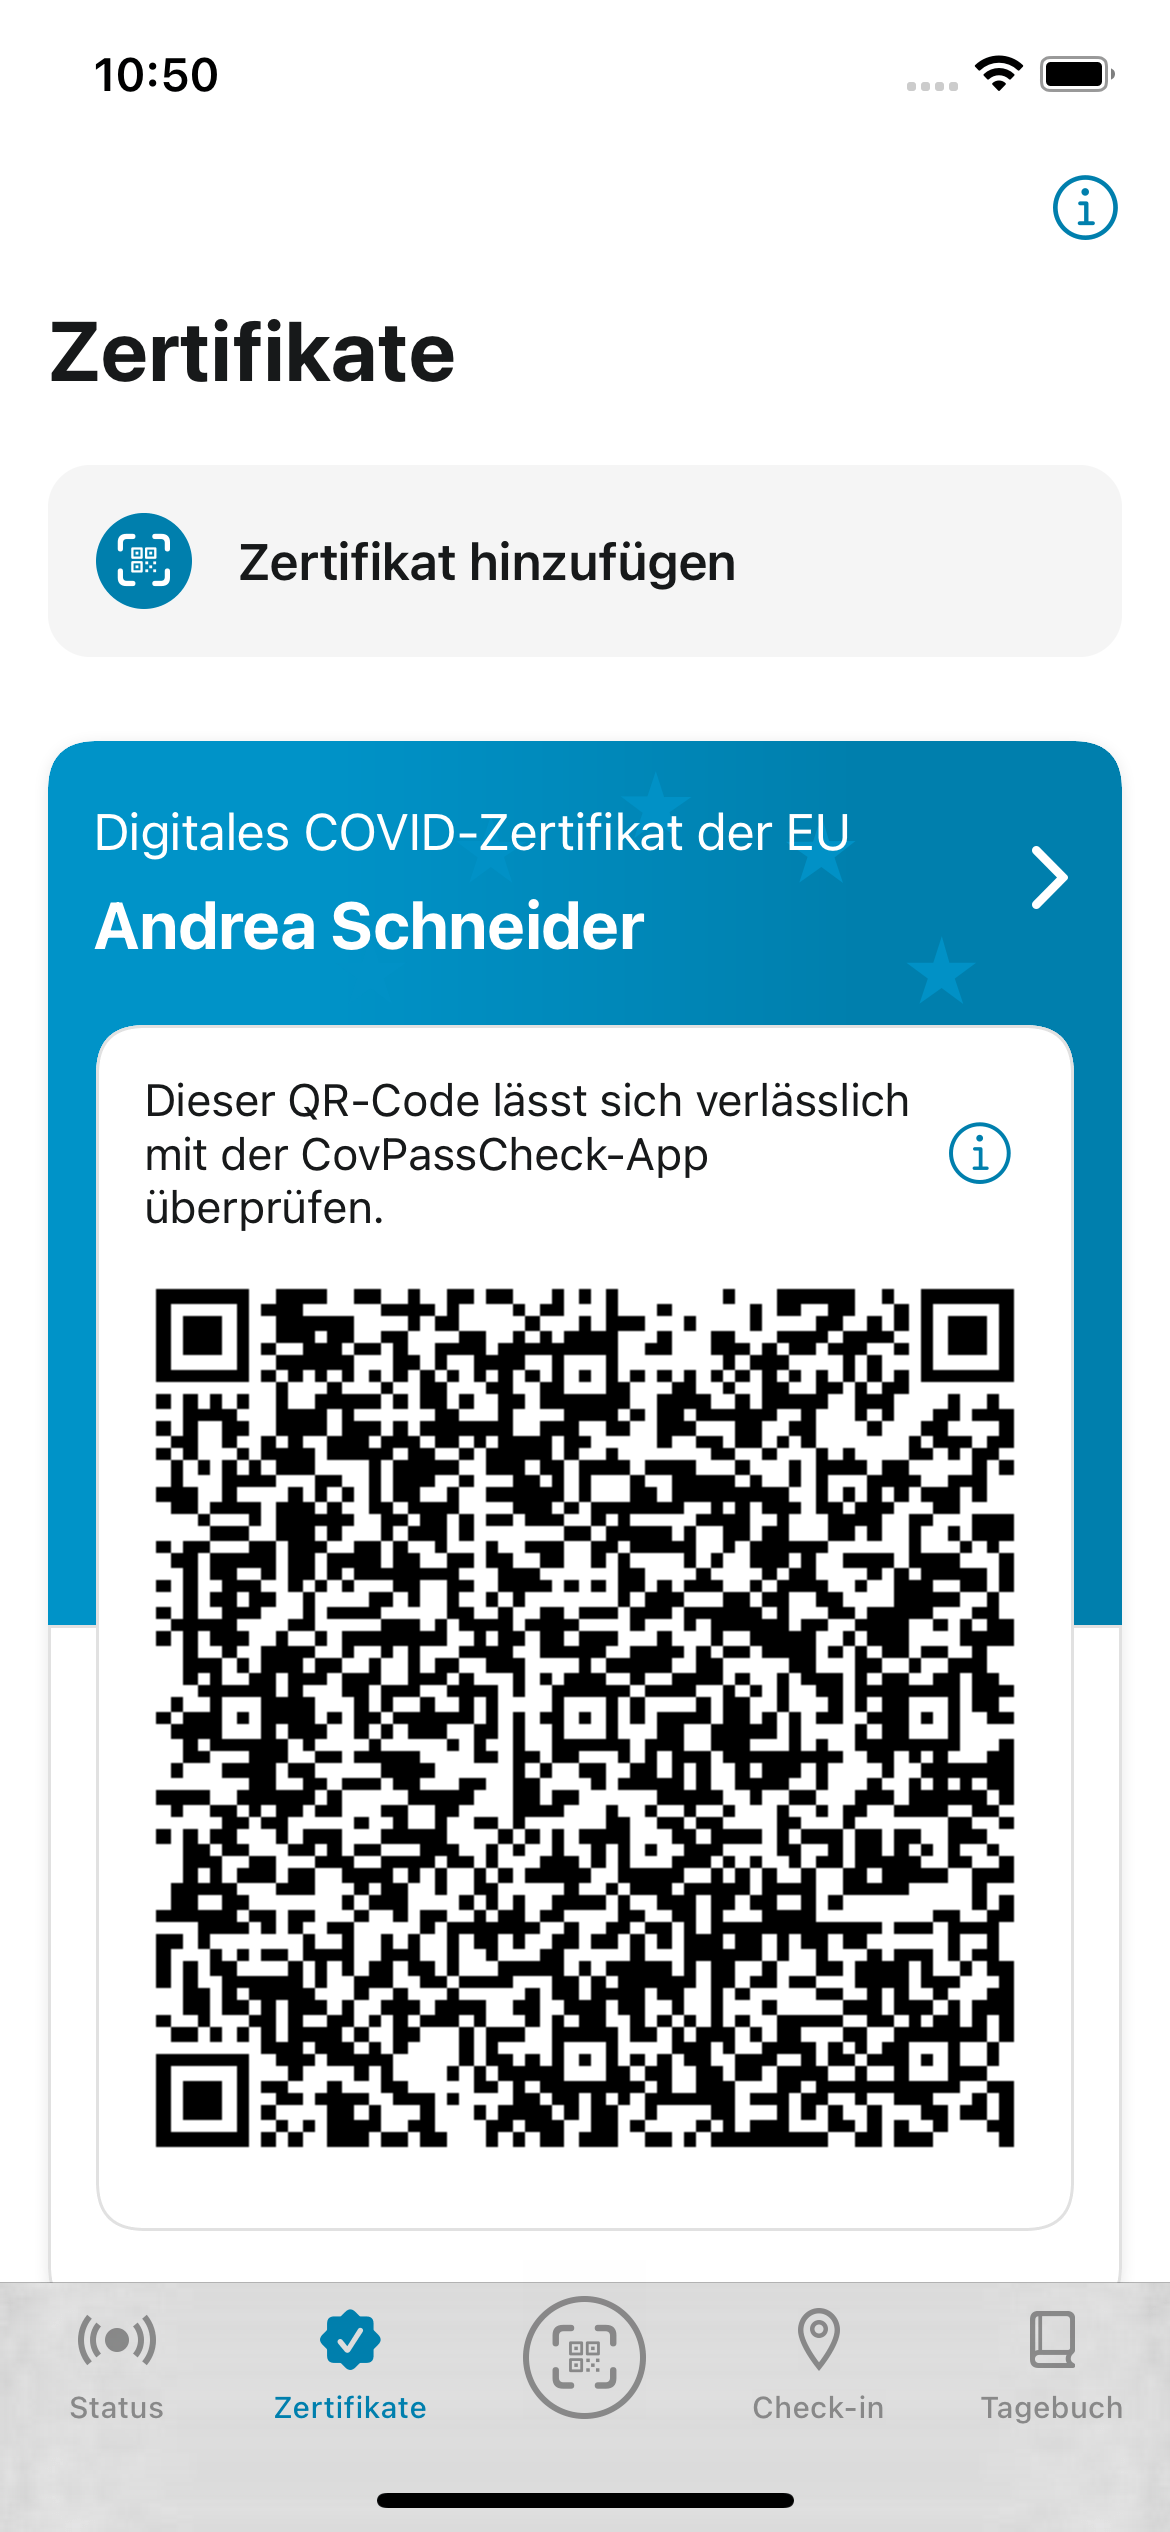 10:50
Zertifikate
Zertifikat hinzufügen
Digitales COVID-Zertifikat der EU
Andrea Schneider
Dieser QR-Code lässt sich verlässlich
mit der CovPassCheck-App
überprüfen.
Status
Zertifikate
Check-in
Tagebuch